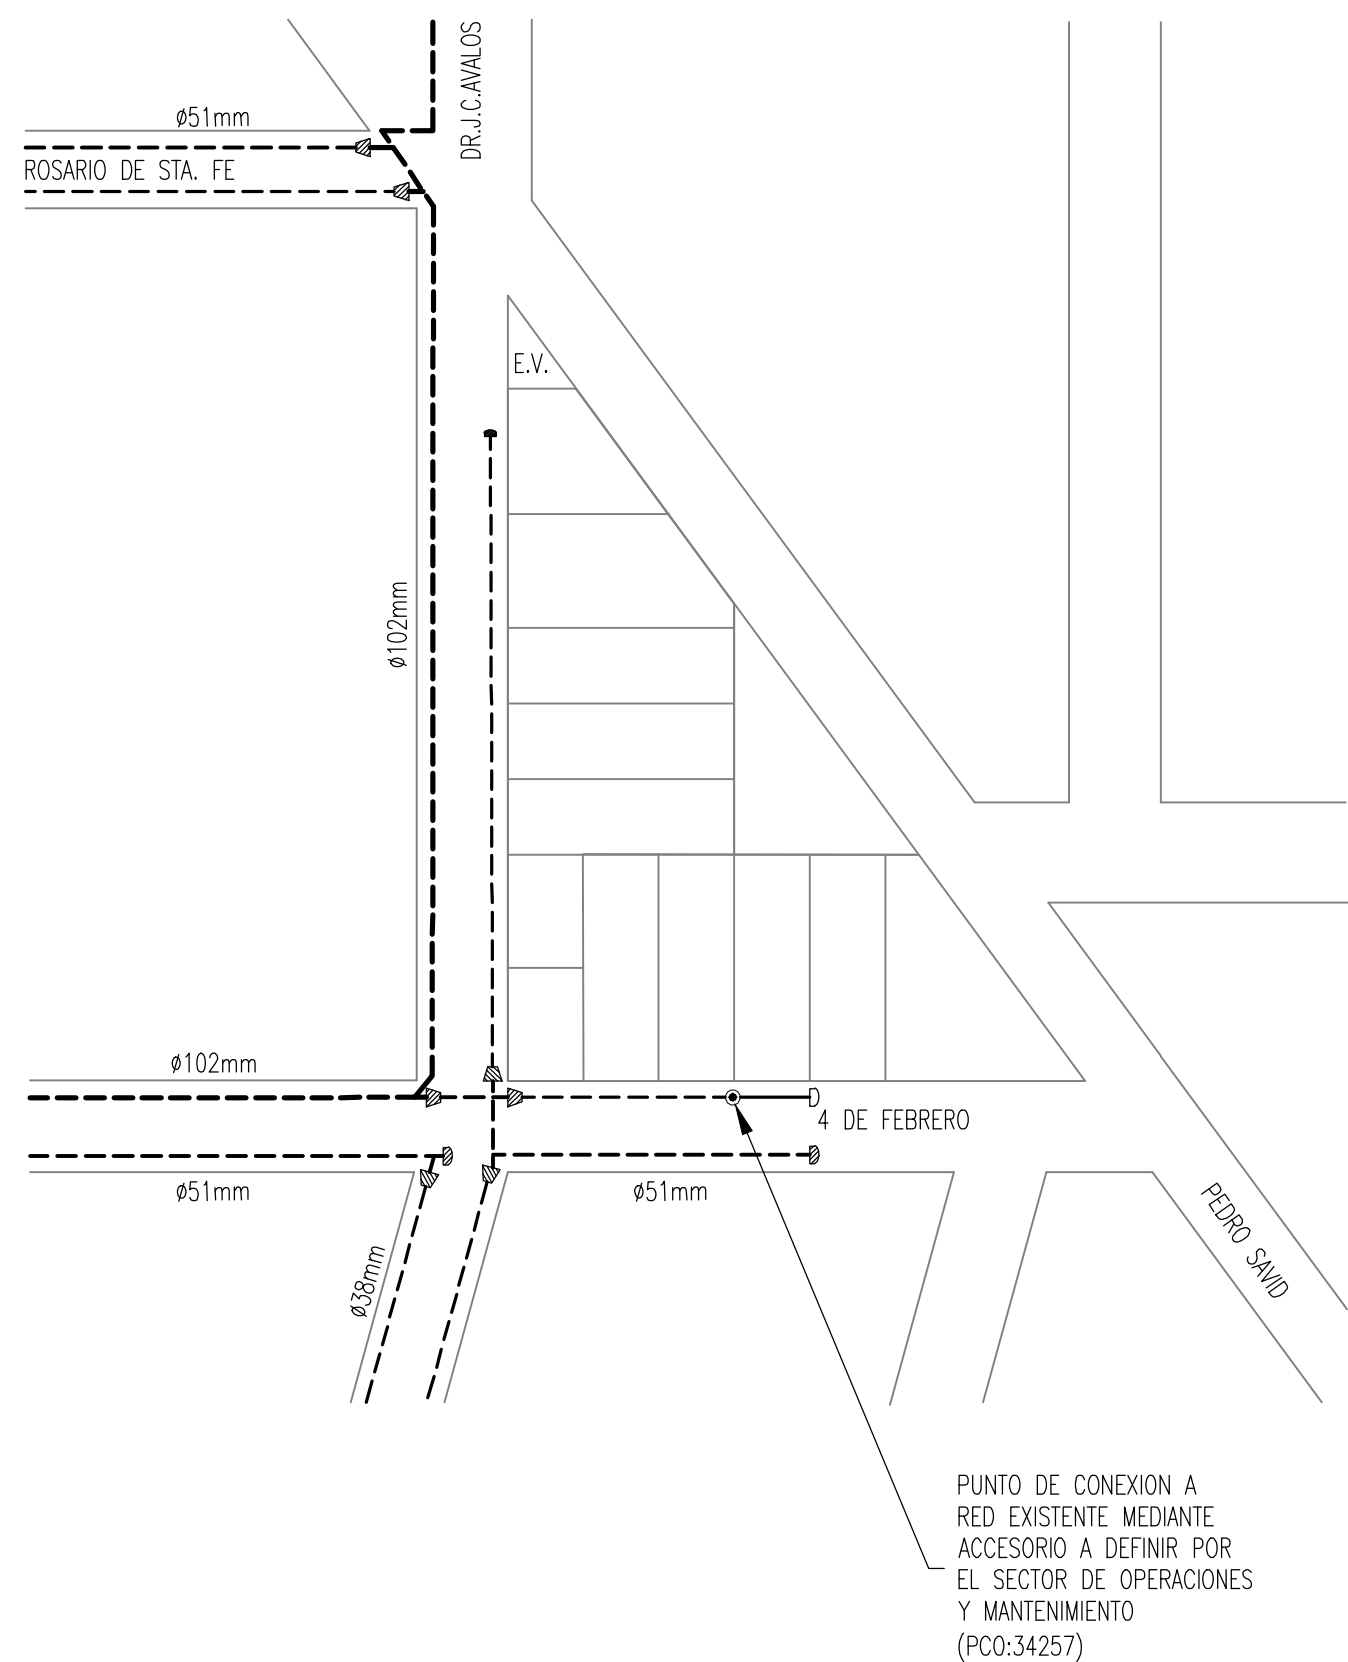 DR.J.C.AVALOS
ø51mm
ROSARIO DE STA. FE
E.V.
ø102mm
ø102mm
4 DE FEBRERO
ø51mm
ø51mm
PEDRO SAVID
ø38mm
PUNTO DE CONEXION A
RED EXISTENTE MEDIANTE
ACCESORIO A DEFINIR POR
EL SECTOR DE OPERACIONES
Y MANTENIMIENTO
(PCO:34257)